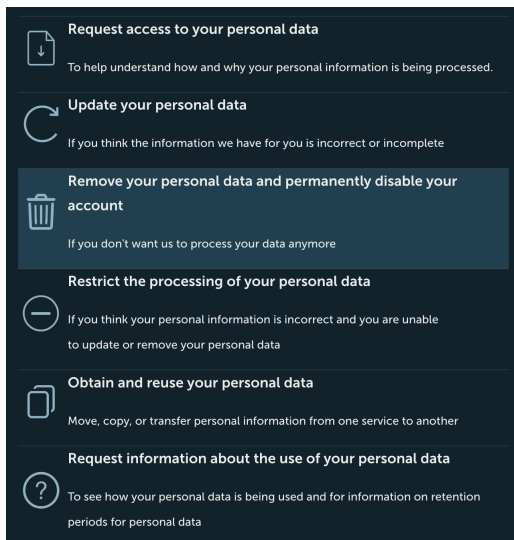 Request access to your personal data
To help understand how and why your personal information is being processed.
Update your personal data
If you think the information we have for you is incorrect or incomplete
Remove your personal data and permanently disable your
account
If you don't want us to process your data anymore
Restrict the processing of your personal data
If you think your personal information is incorrect and you are unable
to update or remove your personal data
Obtain and reuse your personal data
Move, copy, or transfer personal information from one service to another
Request information about the use of your personal data
?
To see how your personal data is being used and for information on retention
periods for personal data